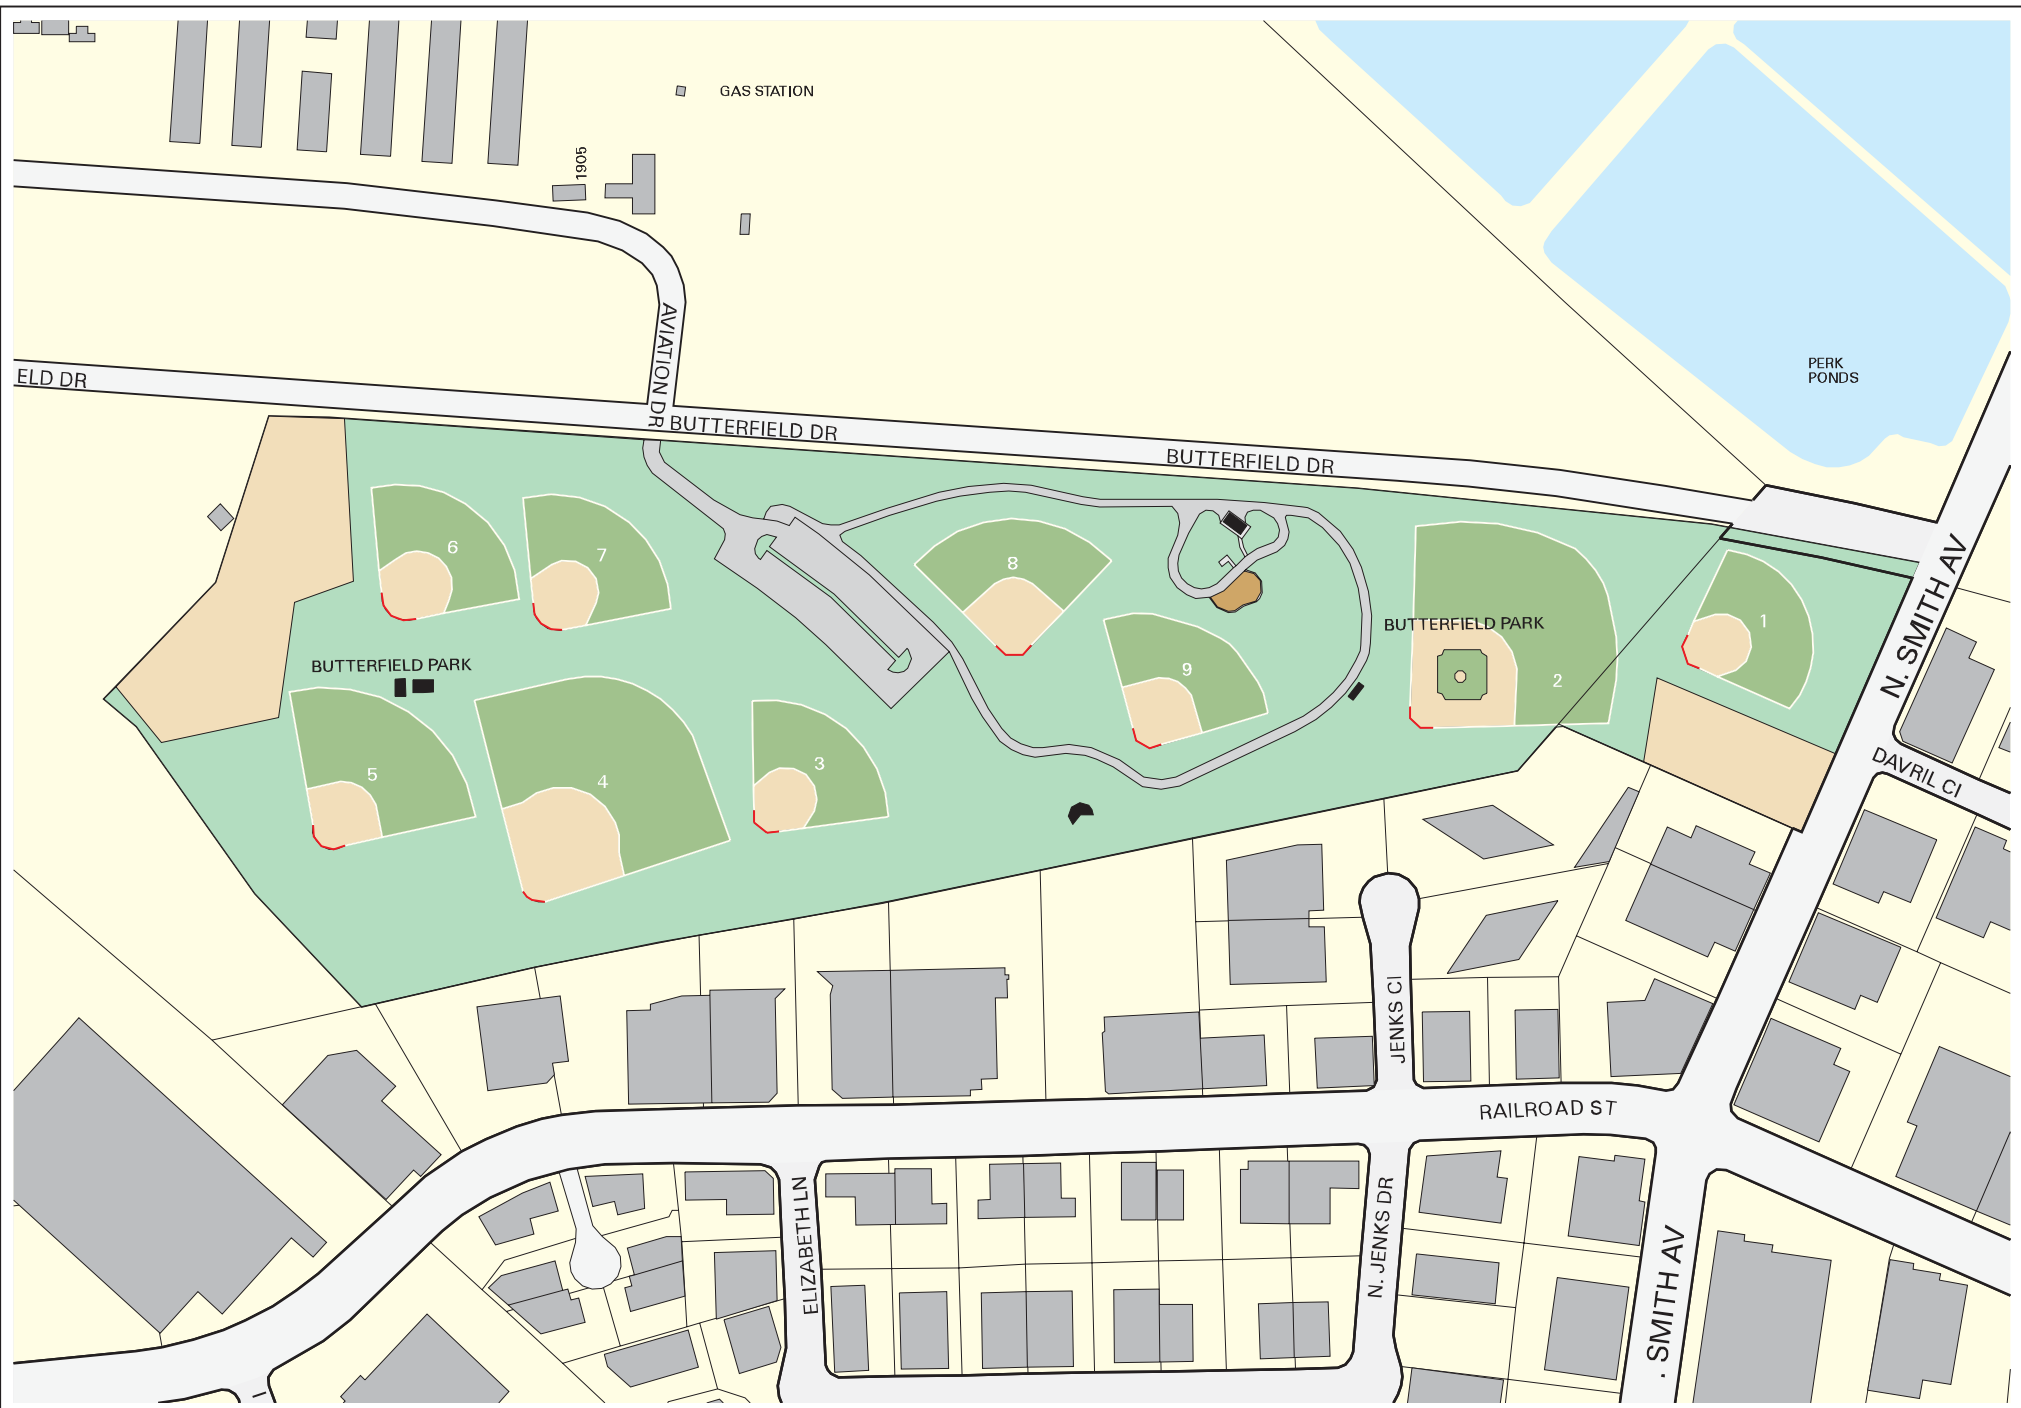 GAS STATION
1905
AVIATION DR
PERK
PONDS
ELD DR
BUTTERFIELD DR
BUTTERFIELD DR
6
7
8
1
N. SMITH AV
BUTTERFIELD PARK
BUTTERFIELD PARK
9
2
5
4
3
DAVRIL CI
JENKS CI
RAILROAD ST
ELIZABETH LN
N. JENKS DR
. SMITH AV